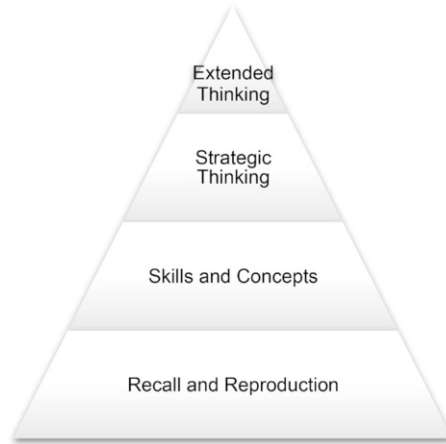 Extended
Thinking
Strategic
Thinking
Skills and Concepts
Recall and Reproduction